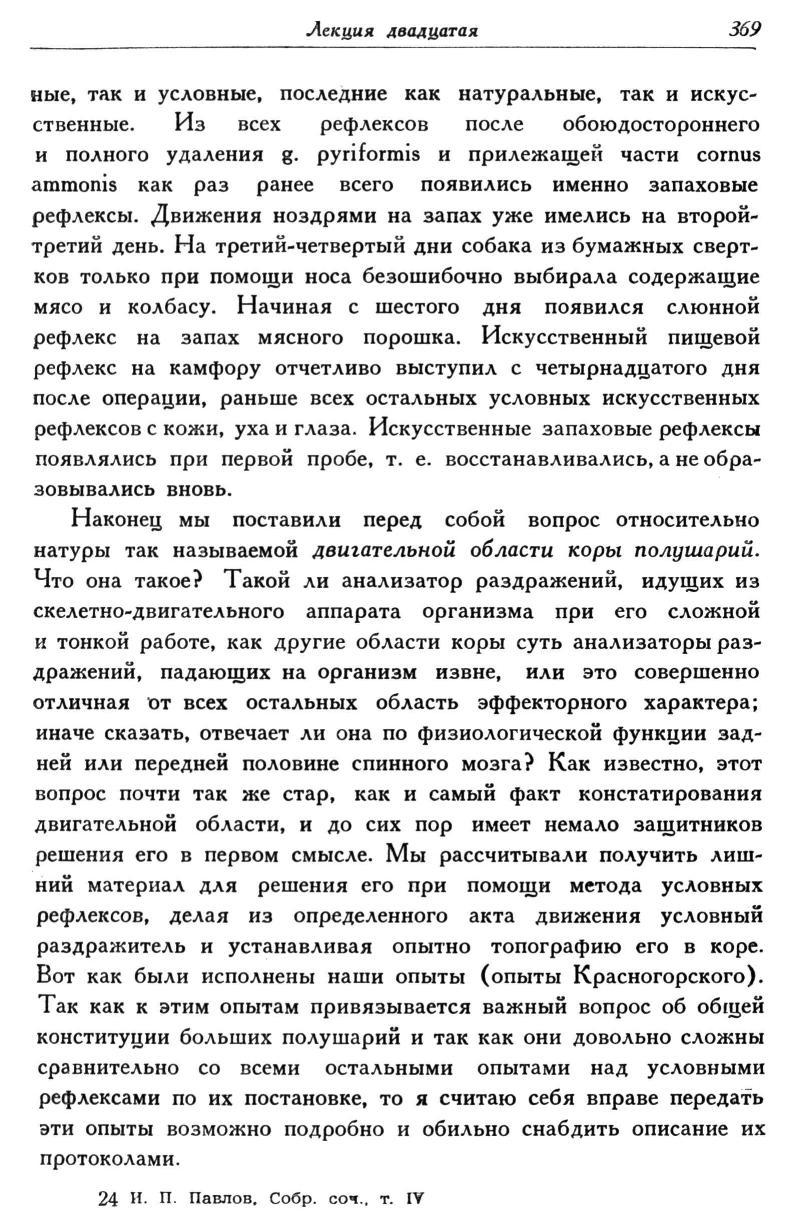 Лекция двадцатая 369
ные, так и условные, последние как натуральные, так и искус-
ственные. Из всех рефлексов после обоюдостороннего
и полного удаления g. pyriformis и прилежащей части cornus
ammonis как раз ранее всего появились именно запаховые
рефлексы. Движения ноздрями на запах уже имелись на второй-
третий день. На третий-четвертый дни собака из бумажных сверт-
ков только при помощи носа безошибочно выбирала содержащие
мясо и колбасу. Начиная с шестого дня появился слюнной
рефлекс на запах мясного порошка. Искусственный пищевой
рефлекс на камфору отчетливо выступил с четырнадцатого дня
после операции, раньше всех остальных условных искусственных
рефлексов с кожи, уха и глаза. Искусственные запаховые рефлексы
появлялись при первой пробе, т. е. восстанавливались, а не обра-
зовывались вновь.
Наконец мы поставили перед собой вопрос относительно
натуры так называемой двигательной области коры полушарий.
Что она такое? Такой ли анализатор раздражений, идущих из
скелетно-двигательного аппарата организма при его сложной
и тонкой работе, как другие области коры суть анализаторы раз-
дражений, падающих на организм извне, или это совершенно
отличная от всех остальных область эффекторного характера;
иначе сказать, отвечает ли она по физиологической функции зад-
ней или передней половине спинного мозга? Как известно, этот
вопрос почти так же стар, как и самый факт констатирования
двигательной области, и до сих пор имеет немало защитников
решения его в первом смысле. Мы рассчитывали получить лиш-
ний материал для решения его при помощи метода условных
рефлексов, делая из определенного акта движения условный
раздражитель и устанавливая опытно топографию его в коре.
Вот как были исполнены наши опыты (опыты Красногорского).
Так как к этим опытам привязывается важный вопрос об общей
конституции больших полушарий и так как они довольно сложны
сравнительно со всеми остальными опытами над условными
рефлексами по их постановке, то я считаю себя вправе передать
эти опыты возможно подробно и обильно снабдить описание их
протоколами.
24 И. П. Павлов. Собр. соч., т. IV